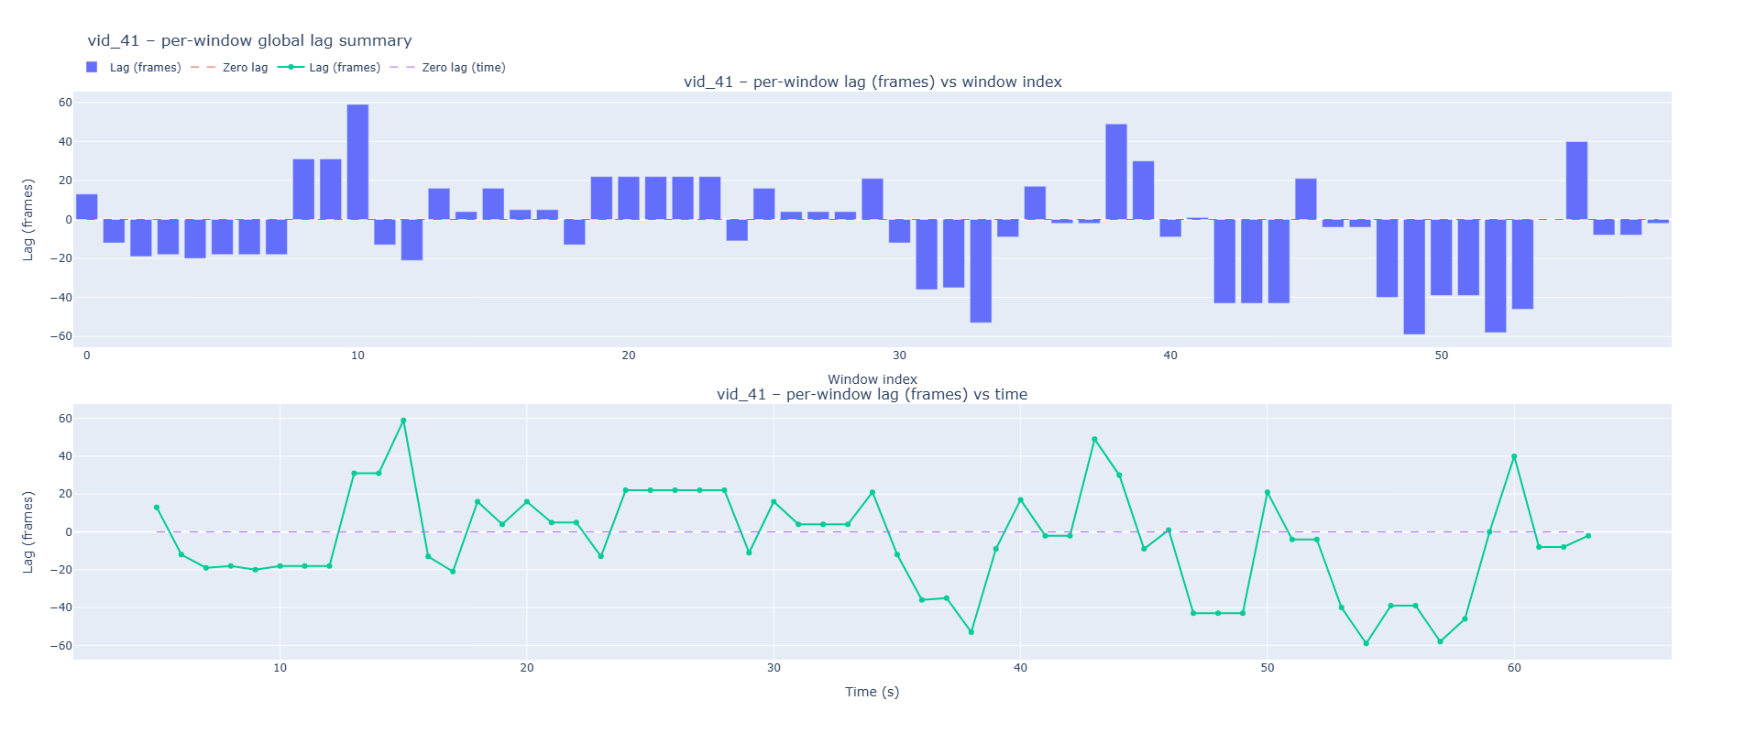 vid_41 – per-window global lag summary
Lag (frames) Zero lag Lag (frames) Zero lag (time)
vid_41 – per-window lag (frames) vs window index
Lag (frames)
60
40
20
0
−20
−40
−60
0 10 20 30 40 50
Window index
vid_41 – per-window lag (frames) vs time
Lag (frames)
60
40
20
0
−20
−40
−60
10 20 30 40 50 60
Time (s)